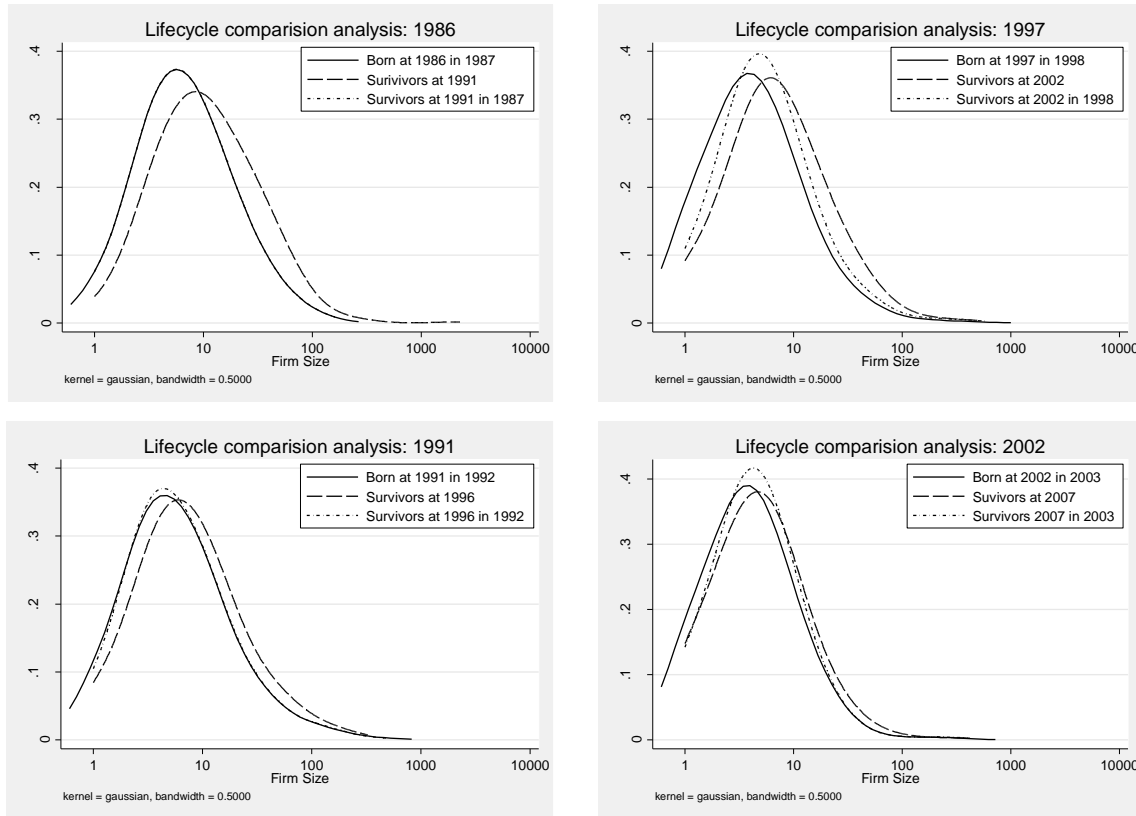 Lifecycle comparision analysis: 1986
Born at 1986 in 1987
Surivivors at 1991
Survivors at 1991 in 1987
.4
.3
.2
.1
0
1 10 100 1000 10000
Firm Size
kernel = gaussian, bandwidth = 0.5000
Lifecycle comparision analysis: 1997
Born at 1997 in 1998
Survivors at 2002
Survivors at 2002 in 1998
.4
.3
.2
.1
0
1 10 100 1000 10000
Firm Size
kernel = gaussian, bandwidth = 0.5000
Lifecycle comparision analysis: 1991
Born at 1991 in 1992
Survivors at 1996
Survivors at 1996 in 1992
.4
.3
.2
.1
0
1 10 100 1000 10000
Firm Size
kernel = gaussian, bandwidth = 0.5000
Lifecycle comparision analysis: 2002
Born at 2002 in 2003
Suvivors at 2007
Survivors 2007 in 2003
.4
.3
.2
.1
0
1 10 100 1000 10000
Firm Size
kernel = gaussian, bandwidth = 0.5000